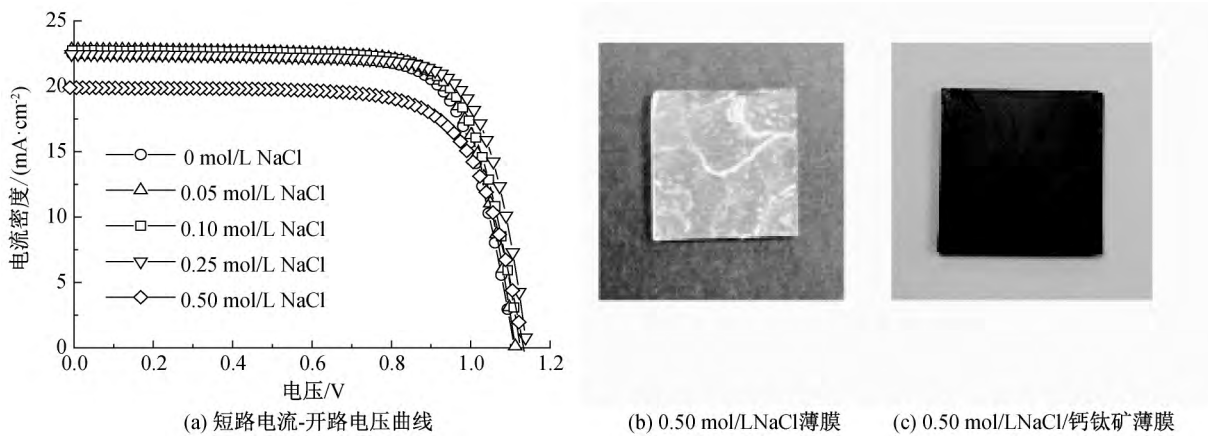 25
20
15
10
5
0
电流密度/(mA·cm⁻²)
0 mol/L NaCl
0.05 mol/L NaCl
0.10 mol/L NaCl
0.25 mol/L NaCl
0.50 mol/L NaCl
0.0 0.2 0.4 0.6 0.8 1.0 1.2
电压/V
(a) 短路电流-开路电压曲线
(b) 0.50 mol/LNaCl薄膜
(c) 0.50 mol/LNaCl/钙钛矿薄膜